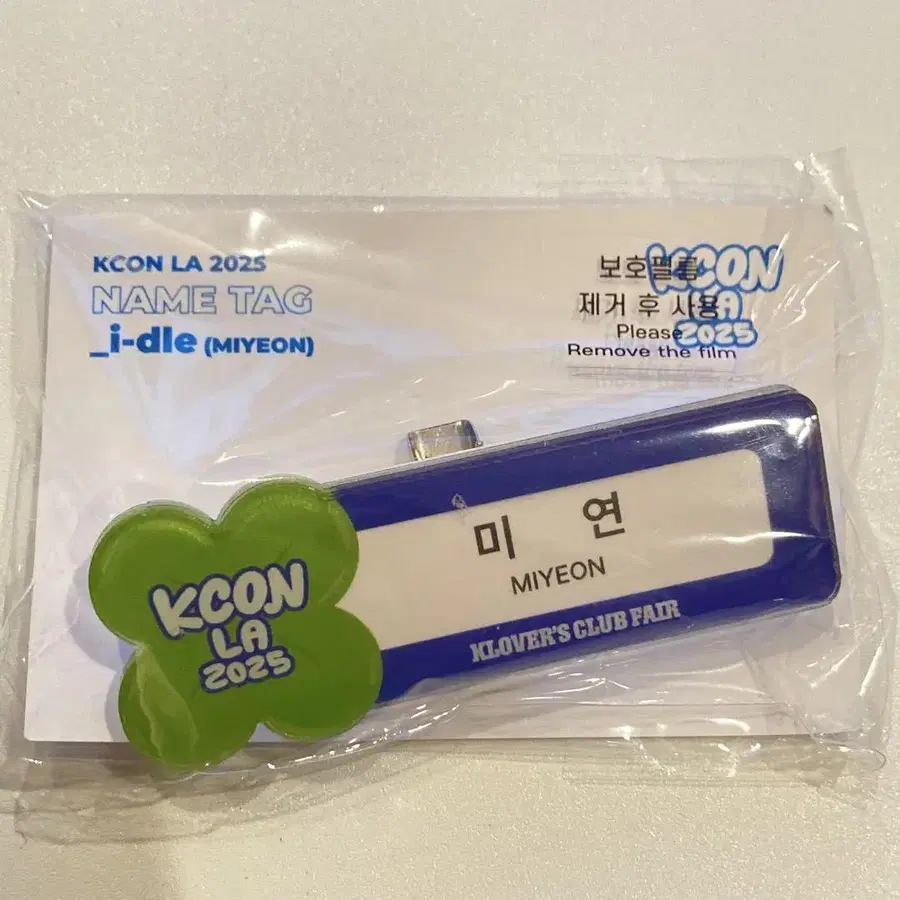 KCON LA 2025
NAME TAG
_i-dle (MIYEON)
KCON
LA
2025
보호필름
제거 후 사용
Please
Remove the film
미 연
MIYEON
KLOVER'S CLUB FAIR
KCON
LA
2025